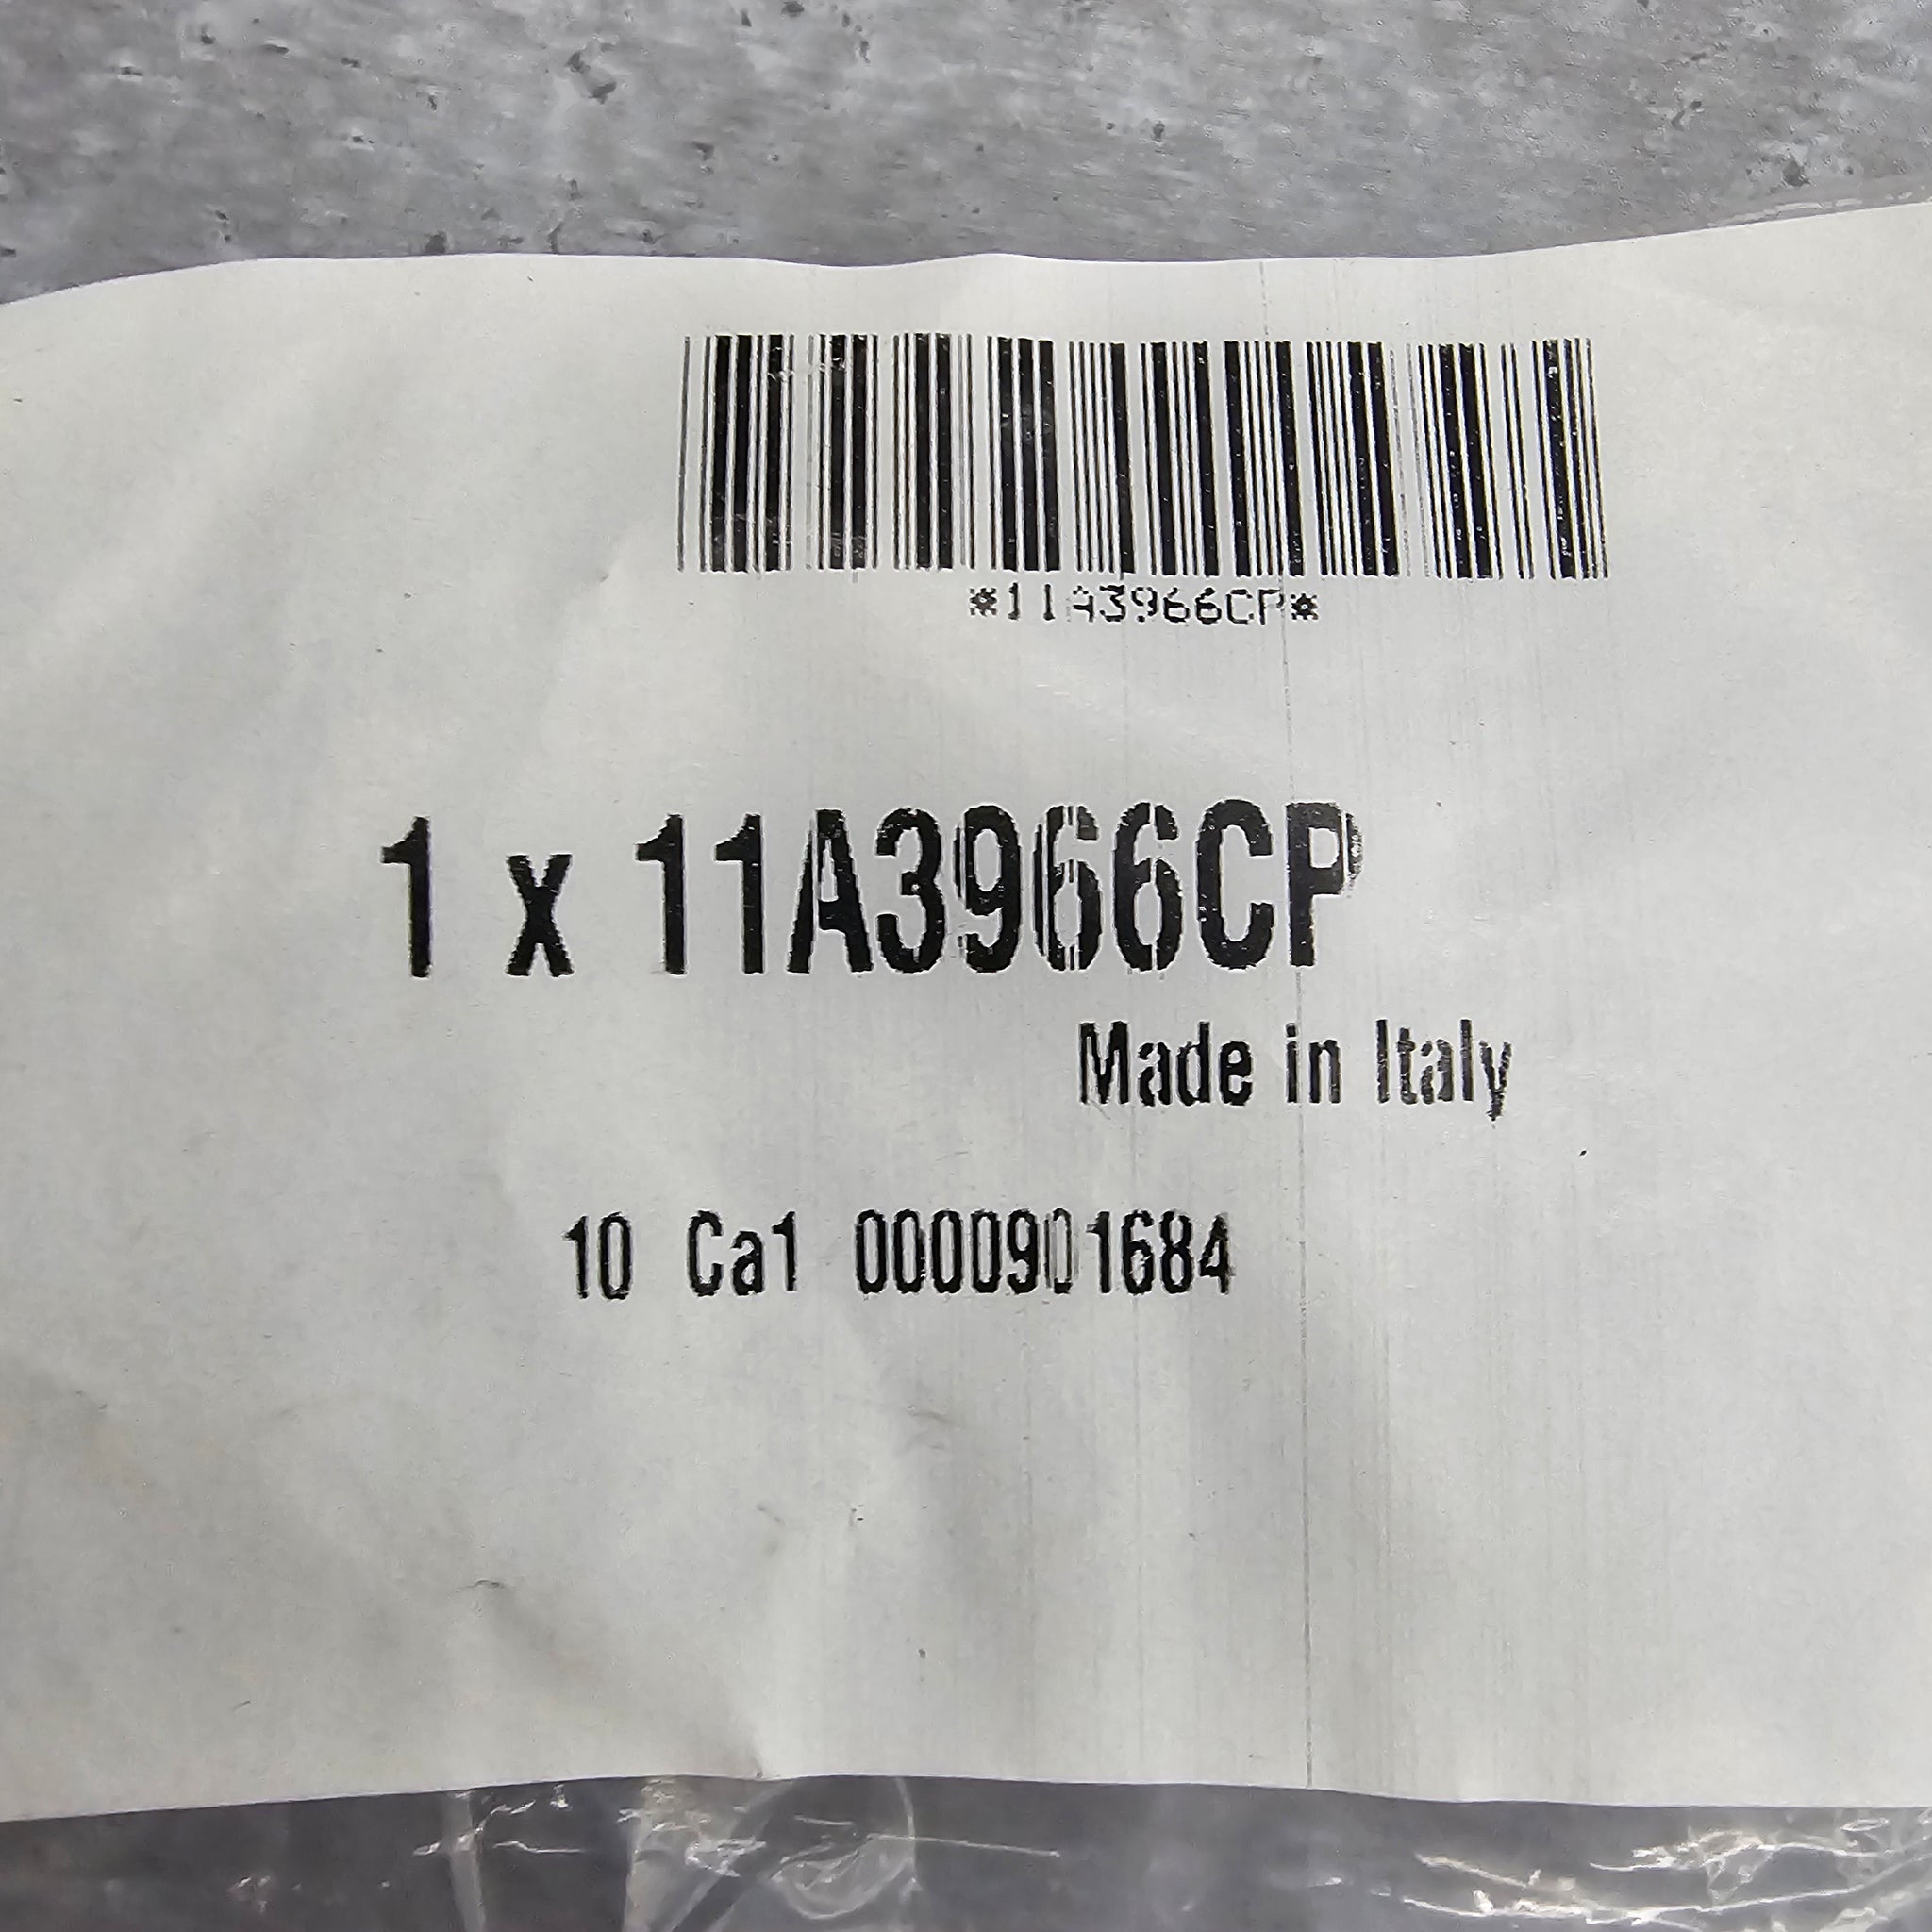 *11A3966CP*
1 x 11A3966CP
Made in Italy
10 Ca1 0000901684